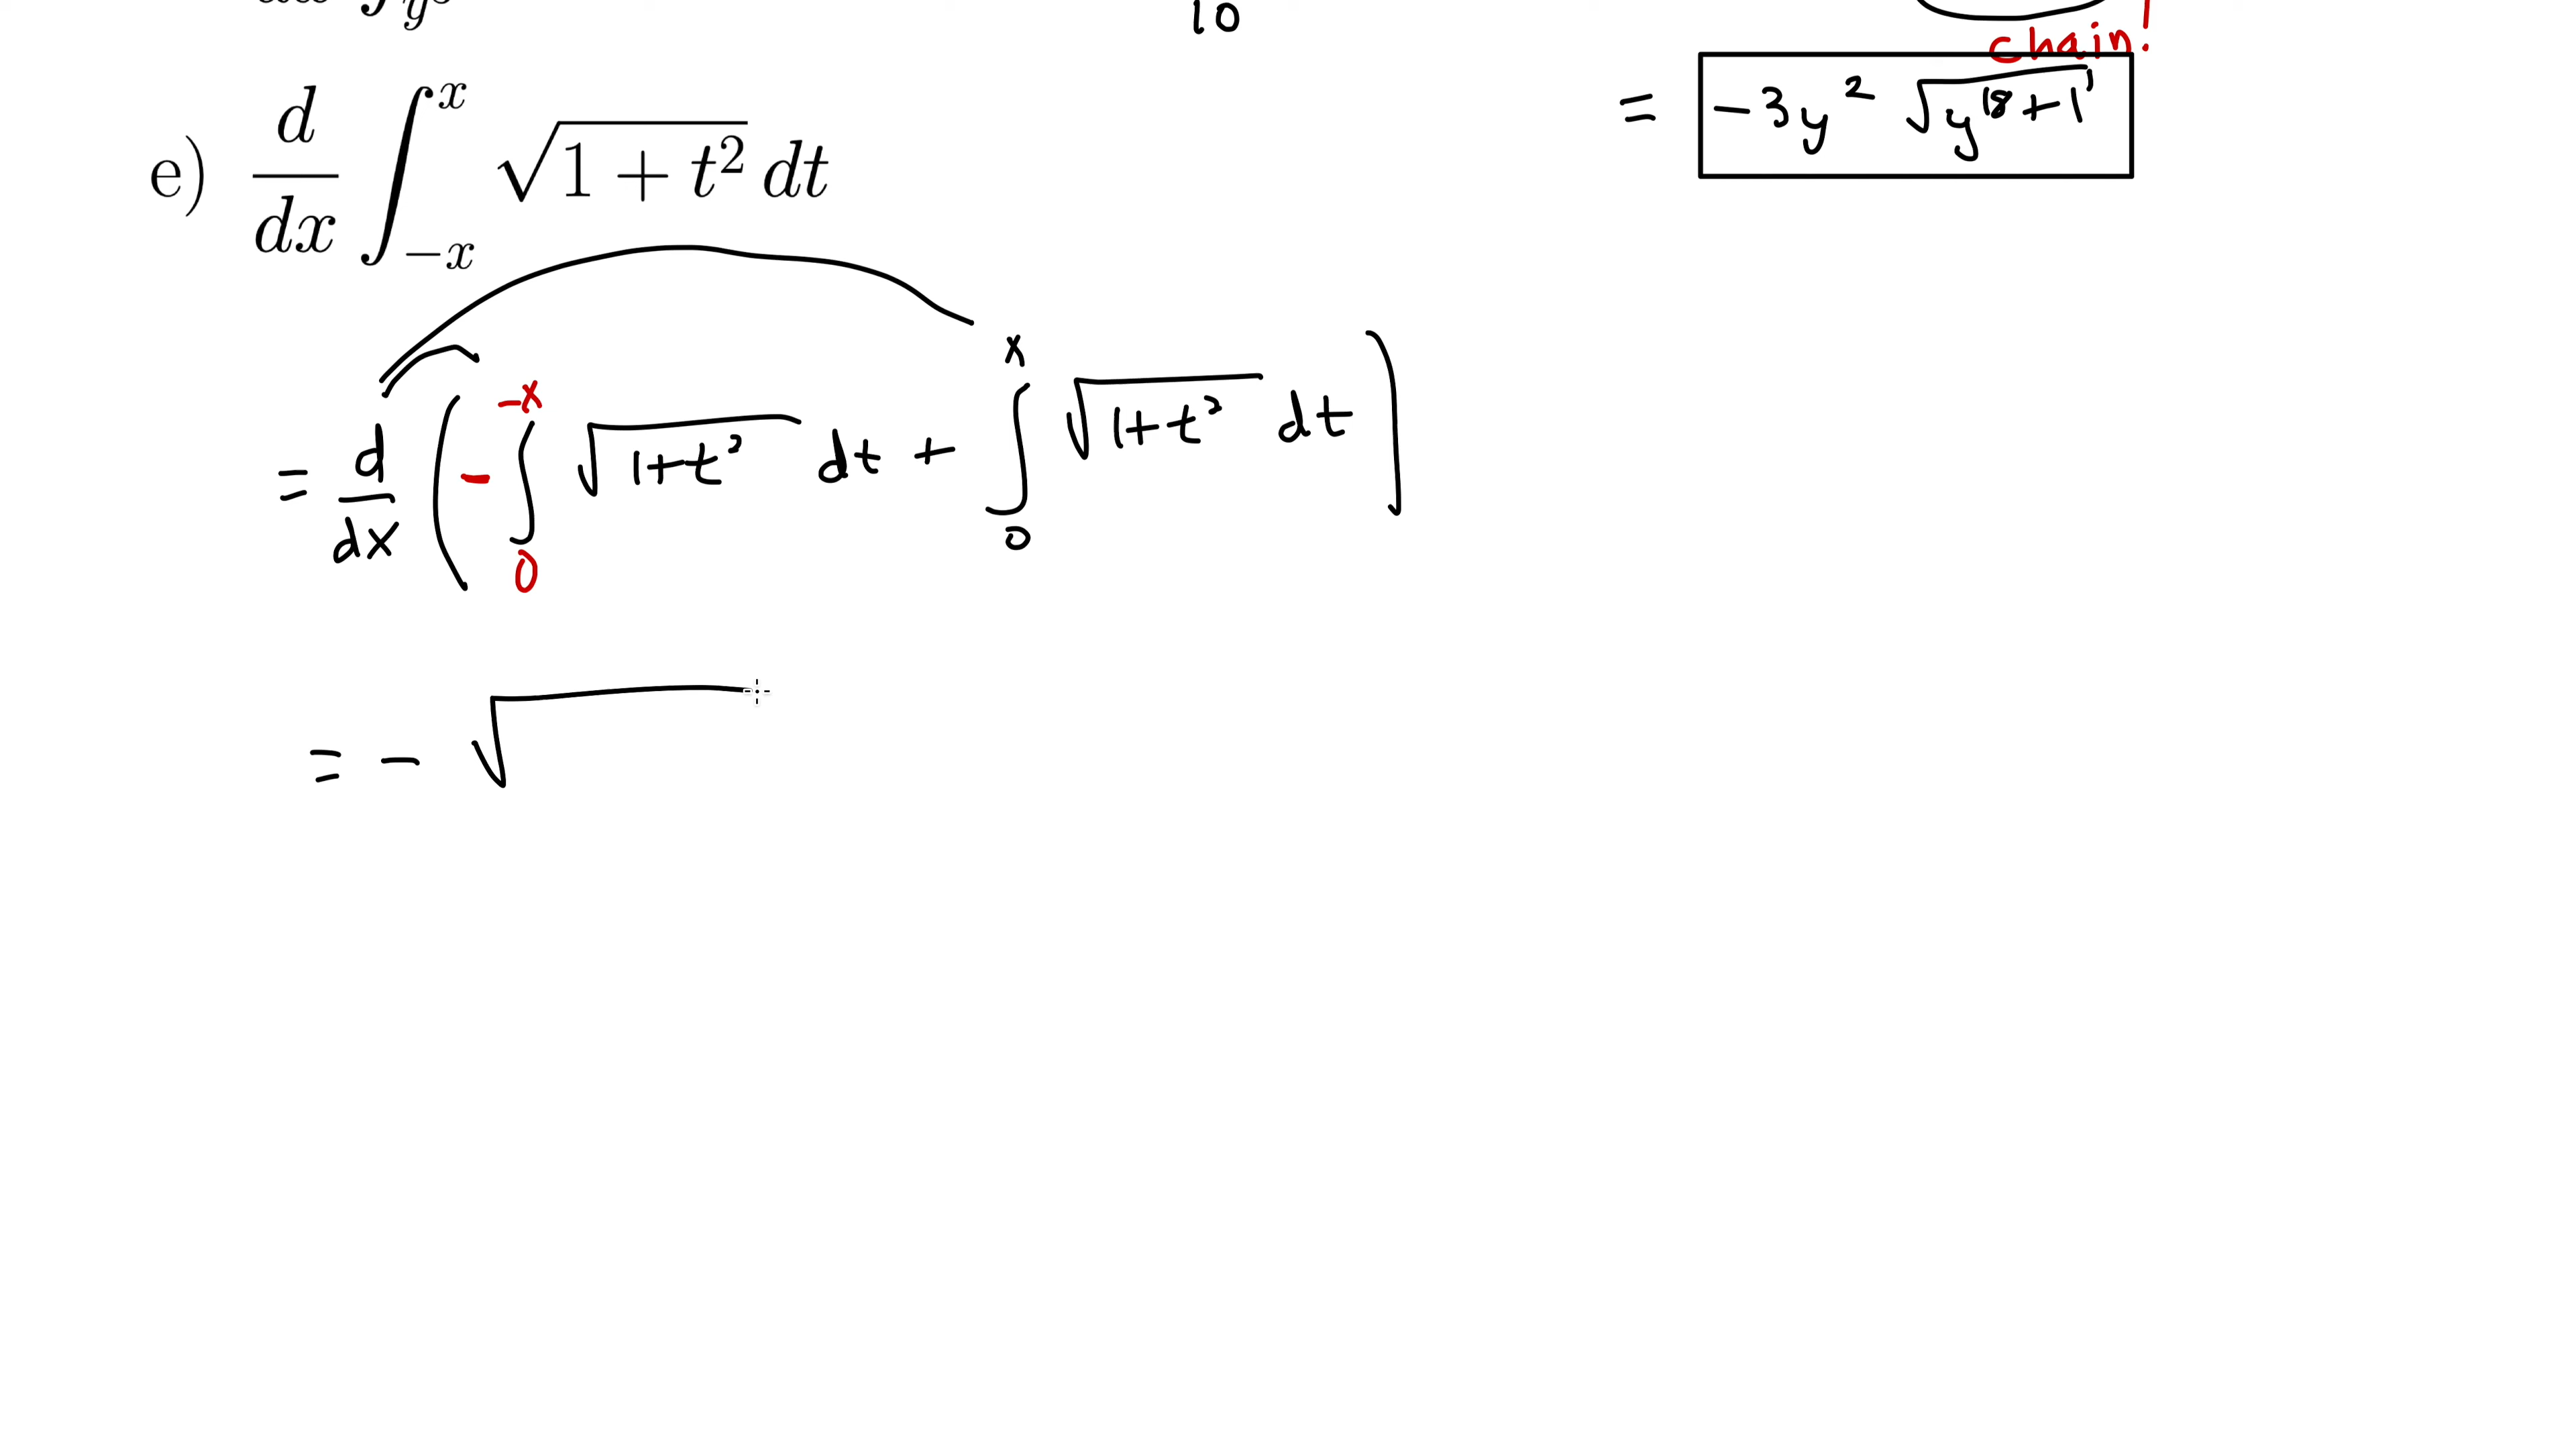 10
chain!
= -3y² √(y¹⁸+1)
e) d/dx ∫_{-x}^{x} √(1 + t²) dt
= d/dx ( - ∫_{0}^{-x} √(1+t²) dt + ∫_{0}^{x} √(1+t²) dt )
= - √